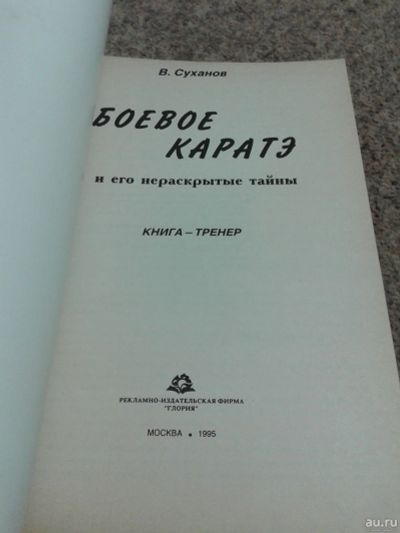 В. Суханов
БОЕВОЕ
КАРАТЭ
и его нераскрытые тайны
КНИГА – ТРЕНЕР
РЕКЛАМНО-ИЗДАТЕЛЬСКАЯ ФИРМА
"ГЛОРИЯ"
МОСКВА • 1995
au.ru